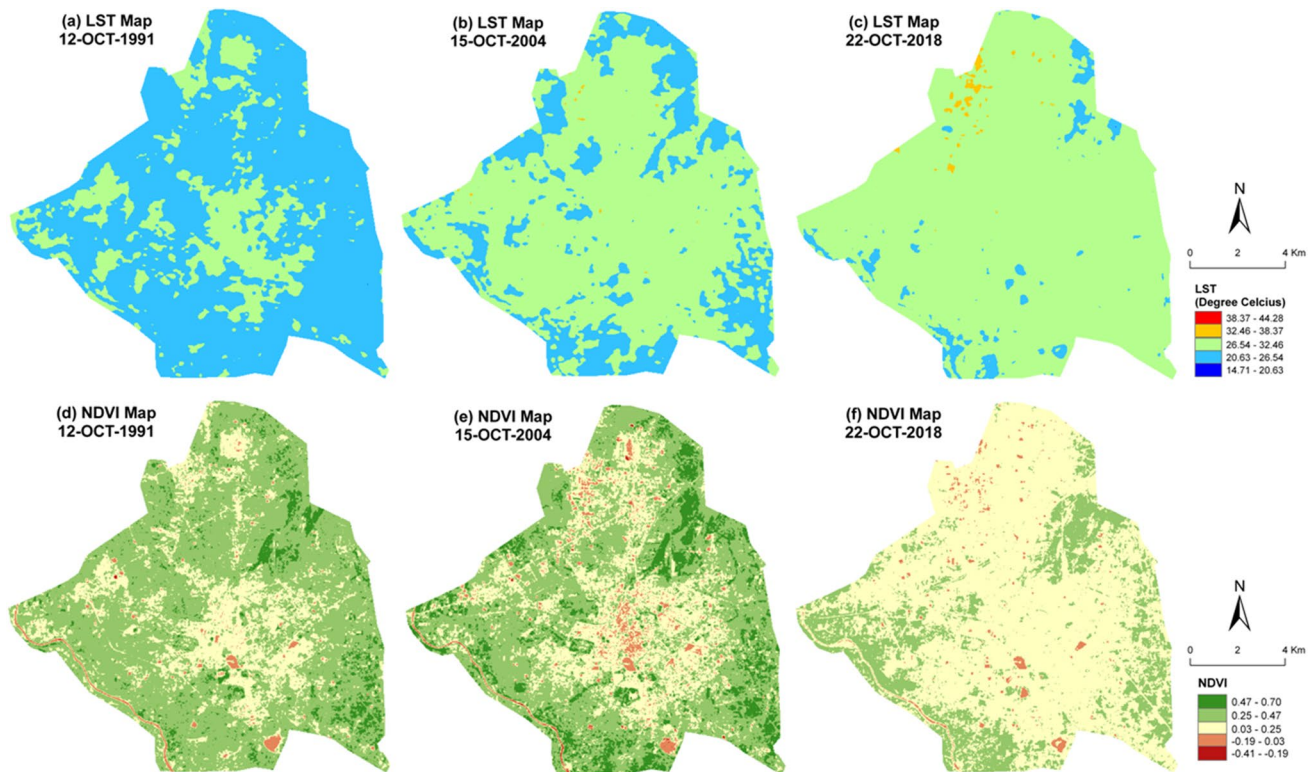 (a) LST Map
12-OCT-1991
(b) LST Map
15-OCT-2004
(c) LST Map
22-OCT-2018
N
0 2 4 Km
LST
(Degree Celcius)
38.37 - 44.28
32.46 - 38.37
26.54 - 32.46
20.63 - 26.54
14.71 - 20.63
(d) NDVI Map
12-OCT-1991
(e) NDVI Map
15-OCT-2004
(f) NDVI Map
22-OCT-2018
N
0 2 4 Km
NDVI
0.47 - 0.70
0.25 - 0.47
0.03 - 0.25
-0.19 - 0.03
-0.41 - -0.19